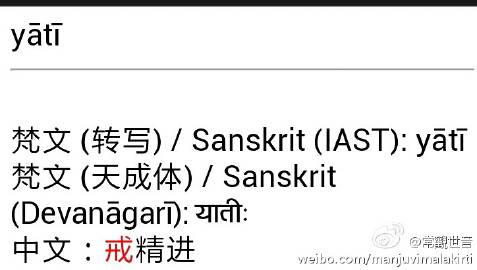 yātī
梵文 (转写) / Sanskrit (IAST): yātī
梵文 (天成体) / Sanskrit
(Devanāgarī): यातीः
中文：戒精进
@常觀世音
weibo.com/manjuvimalakirti